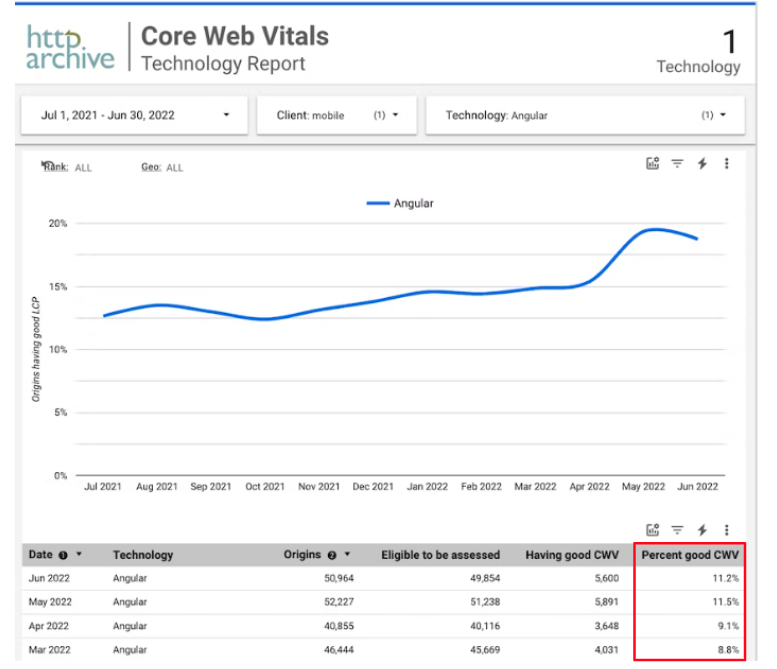 http archive
Core Web Vitals
Technology Report
1
Technology
Jul 1, 2021 - Jun 30, 2022
Client: mobile (1)
Technology: Angular (1)
Rank: ALL Geo: ALL
Angular
20%
15%
10%
5%
0%
Origins having good LCP
Jul 2021 Aug 2021 Sep 2021 Oct 2021 Nov 2021 Dec 2021 Jan 2022 Feb 2022 Mar 2022 Apr 2022 May 2022 Jun 2022
Date 1 Technology Origins 2 Eligible to be assessed Having good CWV Percent good CWV
Jun 2022 Angular 50,964 49,854 5,600 11.2%
May 2022 Angular 52,227 51,238 5,891 11.5%
Apr 2022 Angular 40,855 40,116 3,648 9.1%
Mar 2022 Angular 46,444 45,669 4,031 8.8%